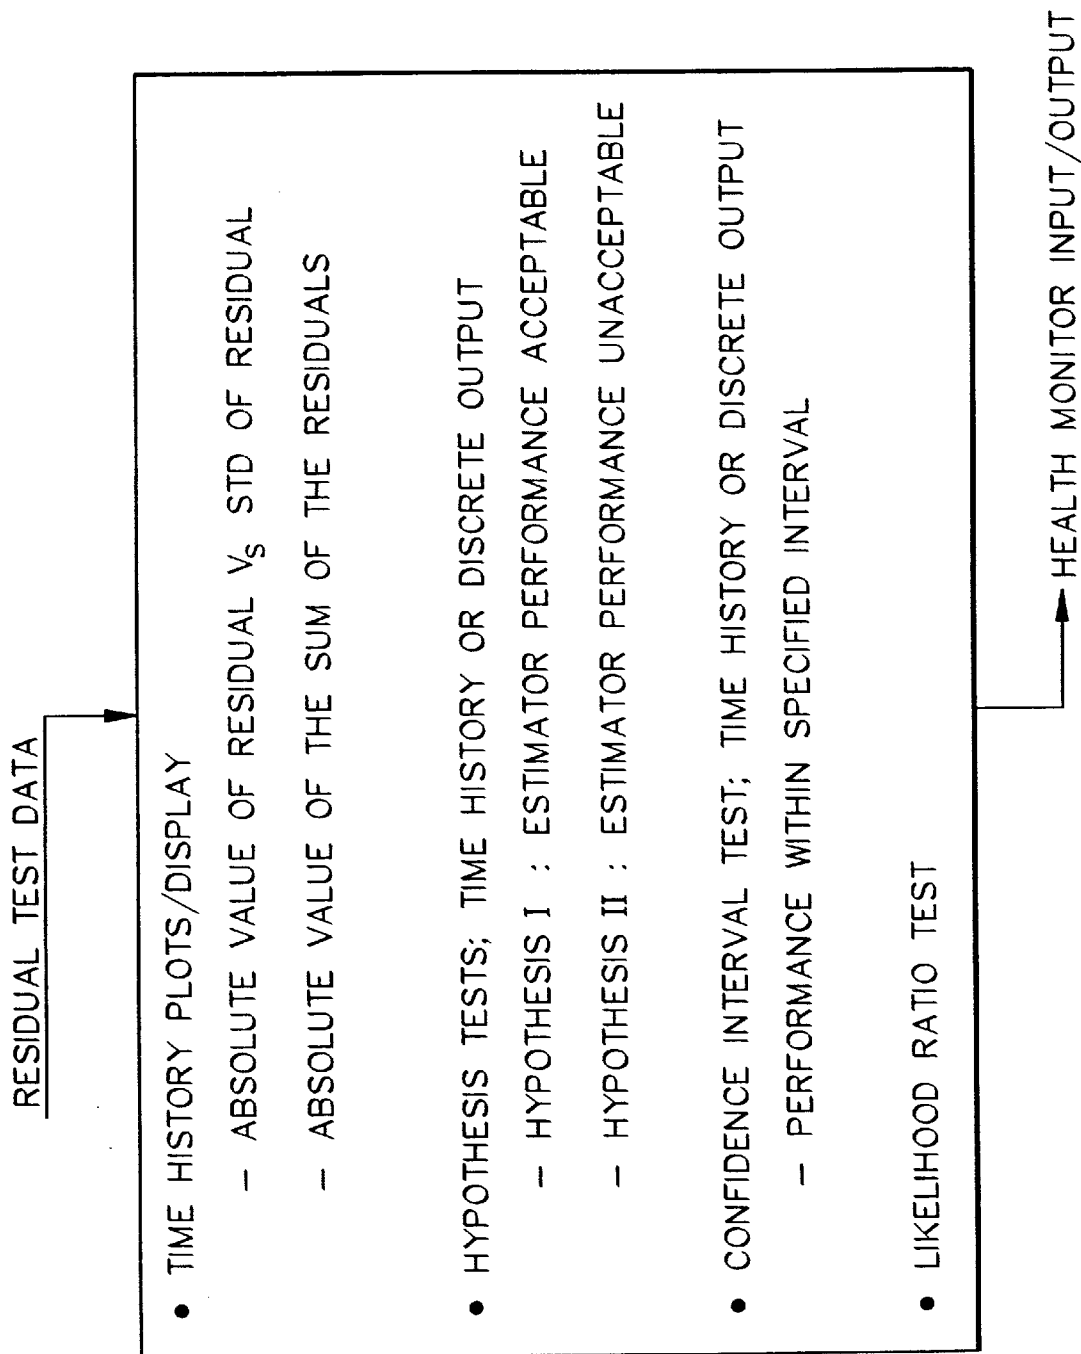 RESIDUAL TEST DATA
• TIME HISTORY PLOTS/DISPLAY
– ABSOLUTE VALUE OF RESIDUAL VS STD OF RESIDUAL
– ABSOLUTE VALUE OF THE SUM OF THE RESIDUALS
• HYPOTHESIS TESTS; TIME HISTORY OR DISCRETE OUTPUT
– HYPOTHESIS I : ESTIMATOR PERFORMANCE ACCEPTABLE
– HYPOTHESIS II : ESTIMATOR PERFORMANCE UNACCEPTABLE
• CONFIDENCE INTERVAL TEST; TIME HISTORY OR DISCRETE OUTPUT
– PERFORMANCE WITHIN SPECIFIED INTERVAL
• LIKELIHOOD RATIO TEST
HEALTH MONITOR INPUT/OUTPUT